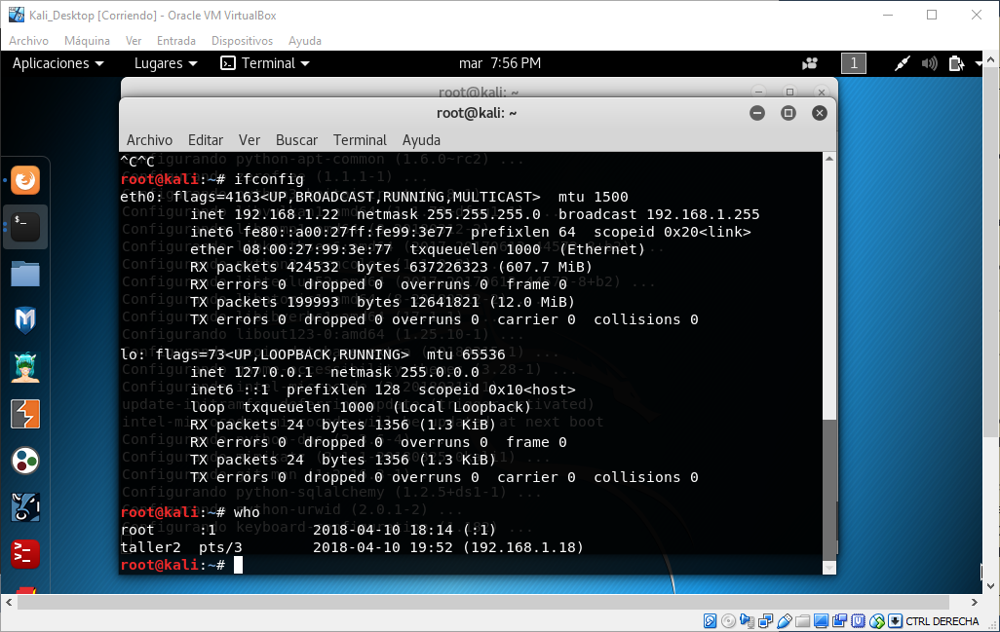 Kali_Desktop [Corriendo] - Oracle VM VirtualBox
Archivo Máquina Ver Entrada Dispositivos Ayuda
Aplicaciones Lugares Terminal mar 7:56 PM 1
root@kali: ~
root@kali: ~
Archivo Editar Ver Buscar Terminal Ayuda
^C^C
root@kali:~# ifconfig
eth0: flags=4163<UP,BROADCAST,RUNNING,MULTICAST>  mtu 1500
        inet 192.168.1.22  netmask 255.255.255.0  broadcast 192.168.1.255
        inet6 fe80::a00:27ff:fe99:3e77  prefixlen 64  scopeid 0x20<link>
        ether 08:00:27:99:3e:77  txqueuelen 1000  (Ethernet)
        RX packets 424532  bytes 637226323 (607.7 MiB)
        RX errors 0  dropped 0  overruns 0  frame 0
        TX packets 199993  bytes 12641821 (12.0 MiB)
        TX errors 0  dropped 0 overruns 0  carrier 0  collisions 0
lo: flags=73<UP,LOOPBACK,RUNNING>  mtu 65536
        inet 127.0.0.1  netmask 255.0.0.0
        inet6 ::1  prefixlen 128  scopeid 0x10<host>
        loop  txqueuelen 1000  (Local Loopback)
        RX packets 24  bytes 1356 (1.3 KiB)
        RX errors 0  dropped 0  overruns 0  frame 0
        TX packets 24  bytes 1356 (1.3 KiB)
        TX errors 0  dropped 0 overruns 0  carrier 0  collisions 0
root@kali:~# who
root     :1           2018-04-10 18:14 (:1)
taller2  pts/3        2018-04-10 19:52 (192.168.1.18)
root@kali:~#
CTRL DERECHA